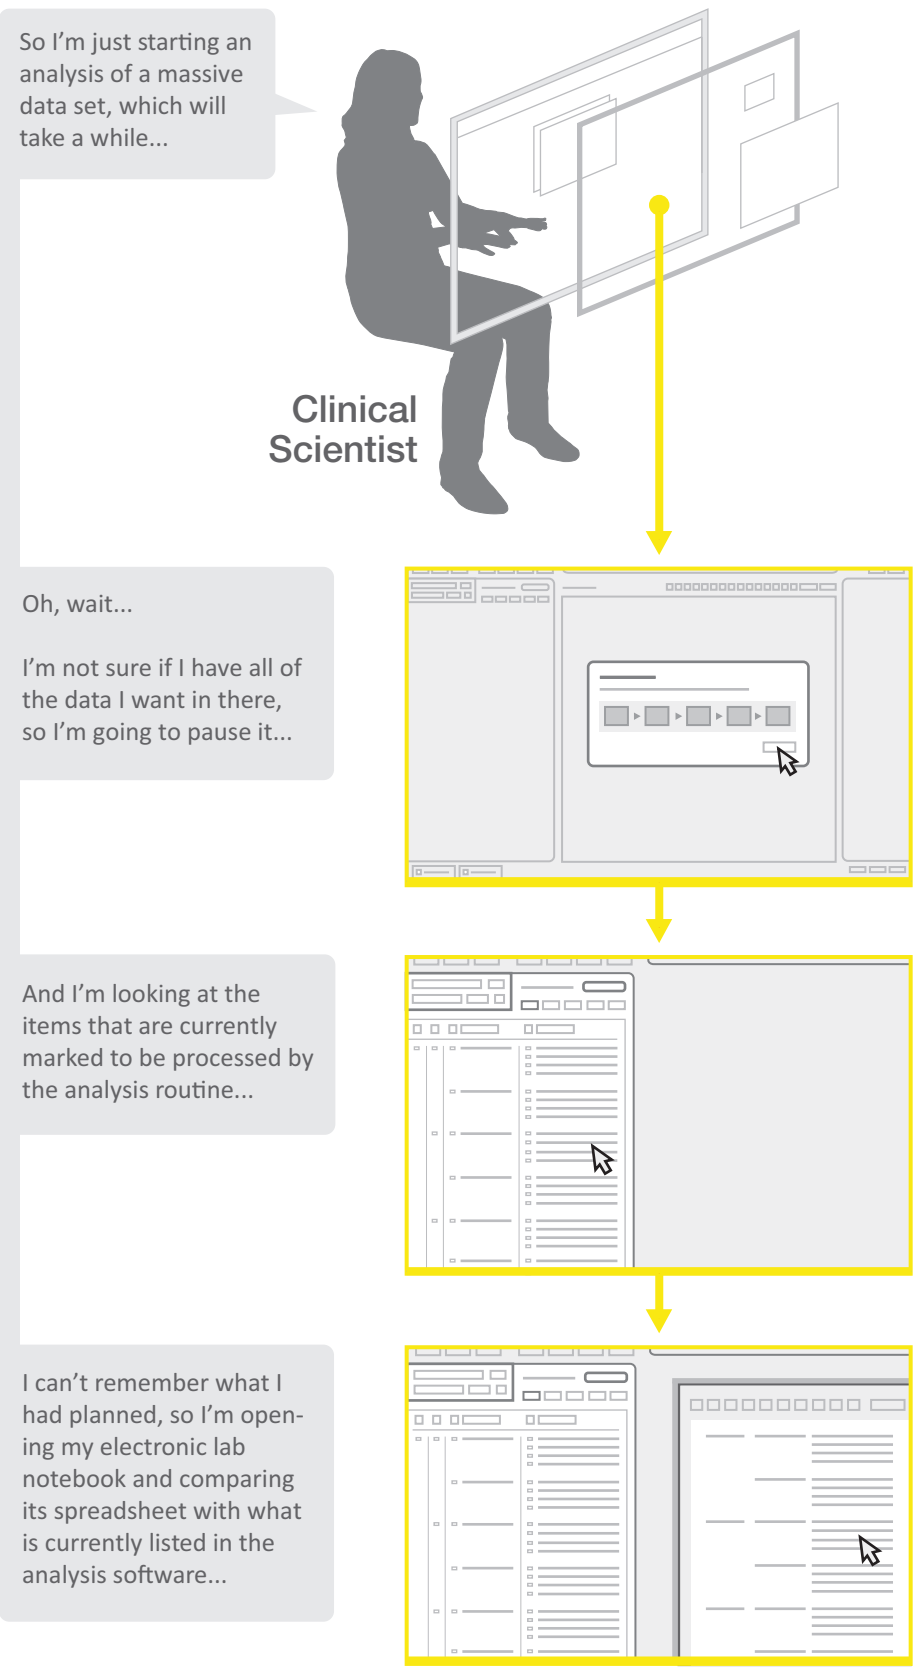 So I'm just starting an
analysis of a massive
data set, which will
take a while...
Clinical
Scientist
Oh, wait...
I'm not sure if I have all of
the data I want in there,
so I'm going to pause it...
And I'm looking at the
items that are currently
marked to be processed by
the analysis routine...
I can't remember what I
had planned, so I'm open-
ing my electronic lab
notebook and comparing
its spreadsheet with what
is currently listed in the
analysis software...